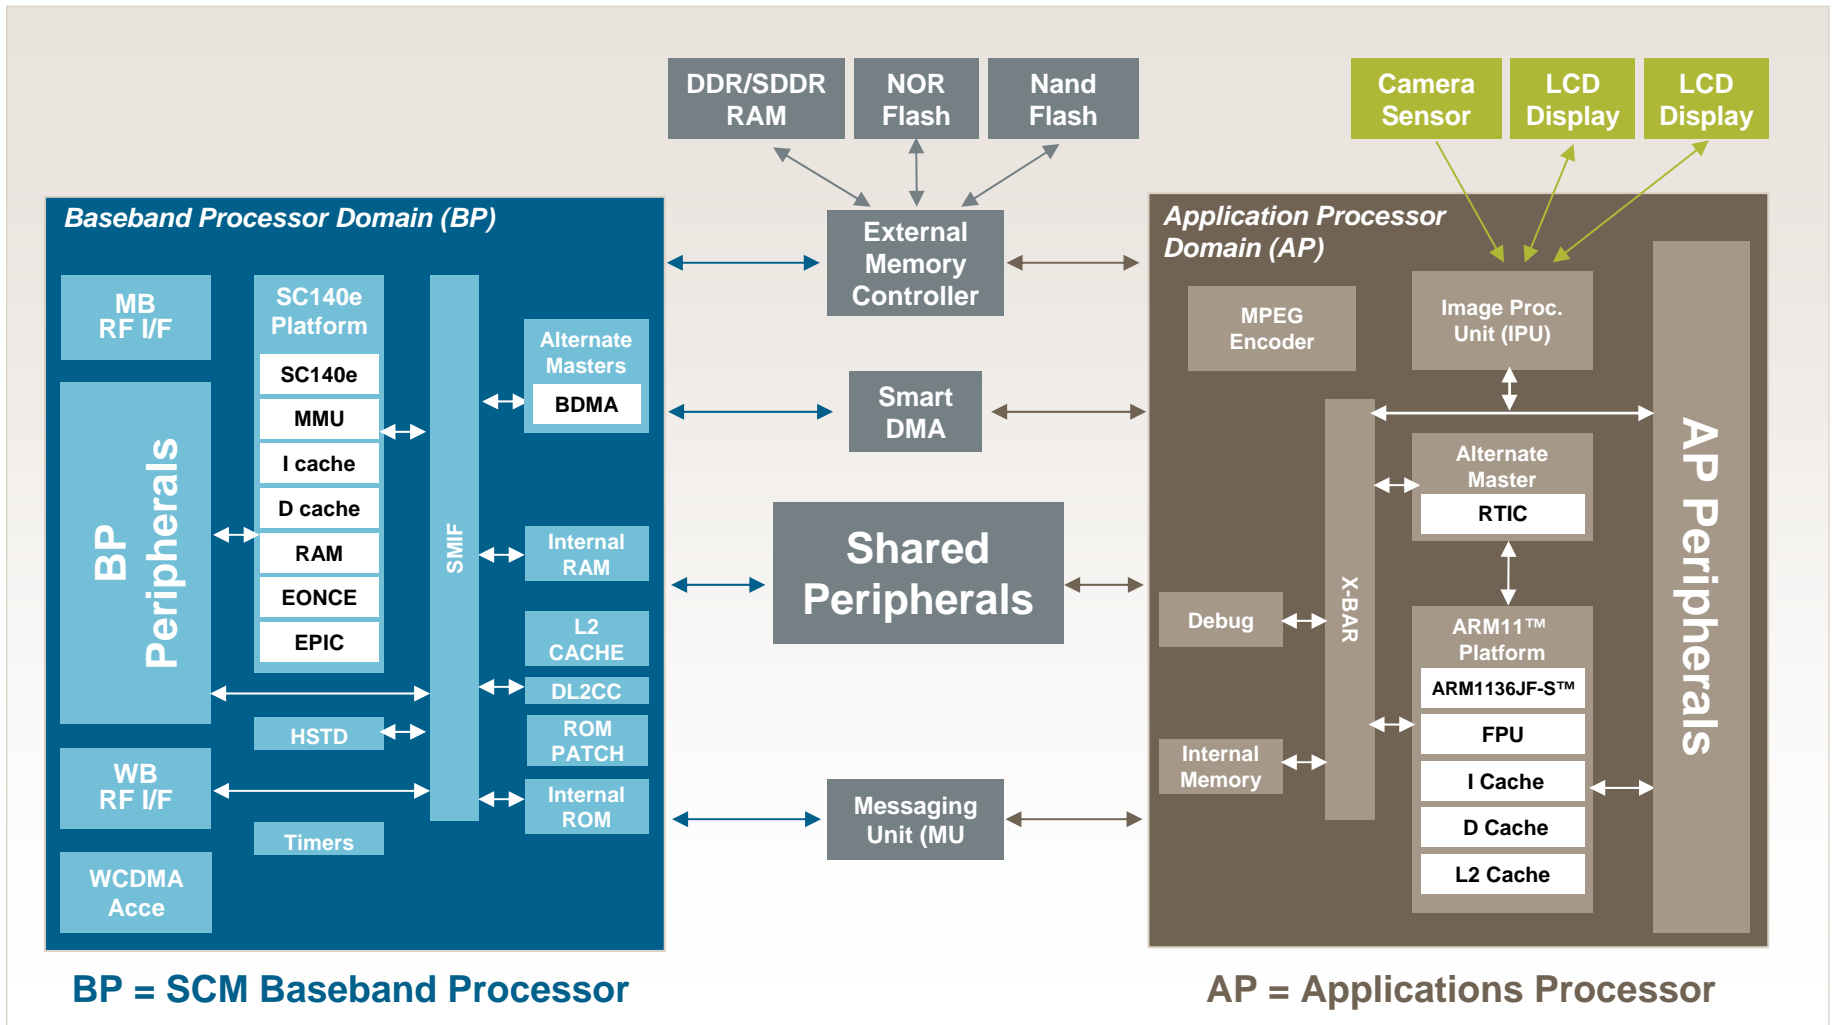 DDR/SDDR
RAM
NOR
Flash
Nand
Flash
Camera
Sensor
LCD
Display
LCD
Display
Baseband Processor Domain (BP)
MB
RF I/F
BP
Peripherals
WB
RF I/F
WCDMA
Acce
SC140e
Platform
SC140e
MMU
I cache
D cache
RAM
EONCE
EPIC
HSTD
Timers
SMIF
Alternate
Masters
BDMA
Internal
RAM
L2
CACHE
DL2CC
ROM
PATCH
Internal
ROM
External
Memory
Controller
Smart
DMA
Shared
Peripherals
Messaging
Unit (MU
Application Processor
Domain (AP)
MPEG
Encoder
Image Proc.
Unit (IPU)
Debug
Internal
Memory
X-BAR
Alternate
Master
RTIC
ARM11™
Platform
ARM1136JF-S™
FPU
I Cache
D Cache
L2 Cache
AP Peripherals
BP = SCM Baseband Processor
AP = Applications Processor